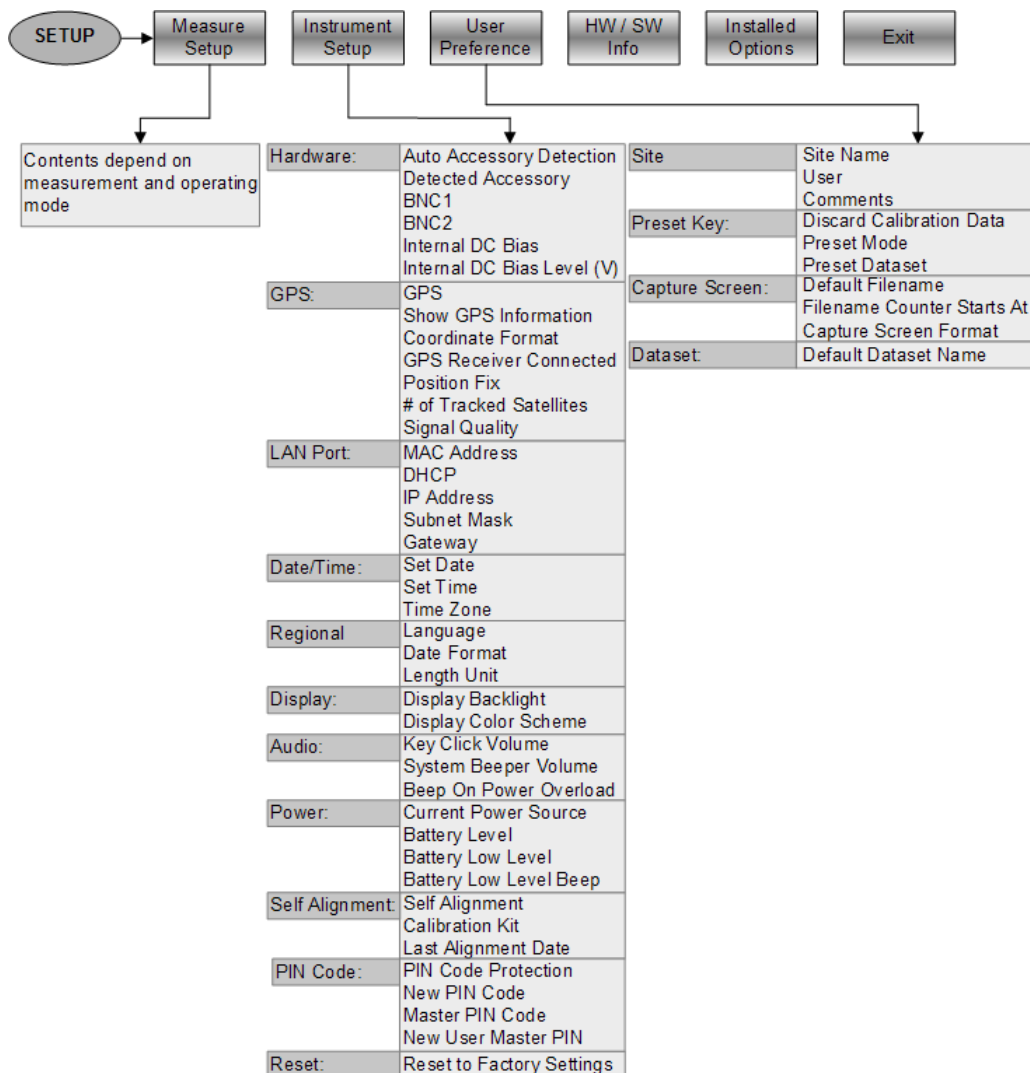 SETUP
Measure
Setup
Instrument
Setup
User
Preference
HW / SW
Info
Installed
Options
Exit
Contents depend on
measurement and operating
mode
Hardware:
Auto Accessory Detection
Detected Accessory
BNC1
BNC2
Internal DC Bias
Internal DC Bias Level (V)
GPS:
GPS
Show GPS Information
Coordinate Format
GPS Receiver Connected
Position Fix
# of Tracked Satellites
Signal Quality
LAN Port:
MAC Address
DHCP
IP Address
Subnet Mask
Gateway
Date/Time:
Set Date
Set Time
Time Zone
Regional
Language
Date Format
Length Unit
Display:
Display Backlight
Display Color Scheme
Audio:
Key Click Volume
System Beeper Volume
Beep On Power Overload
Power:
Current Power Source
Battery Level
Battery Low Level
Battery Low Level Beep
Self Alignment:
Self Alignment
Calibration Kit
Last Alignment Date
PIN Code:
PIN Code Protection
New PIN Code
Master PIN Code
New User Master PIN
Reset:
Reset to Factory Settings
Site
Site Name
User
Comments
Preset Key:
Discard Calibration Data
Preset Mode
Preset Dataset
Capture Screen:
Default Filename
Filename Counter Starts At
Capture Screen Format
Dataset:
Default Dataset Name